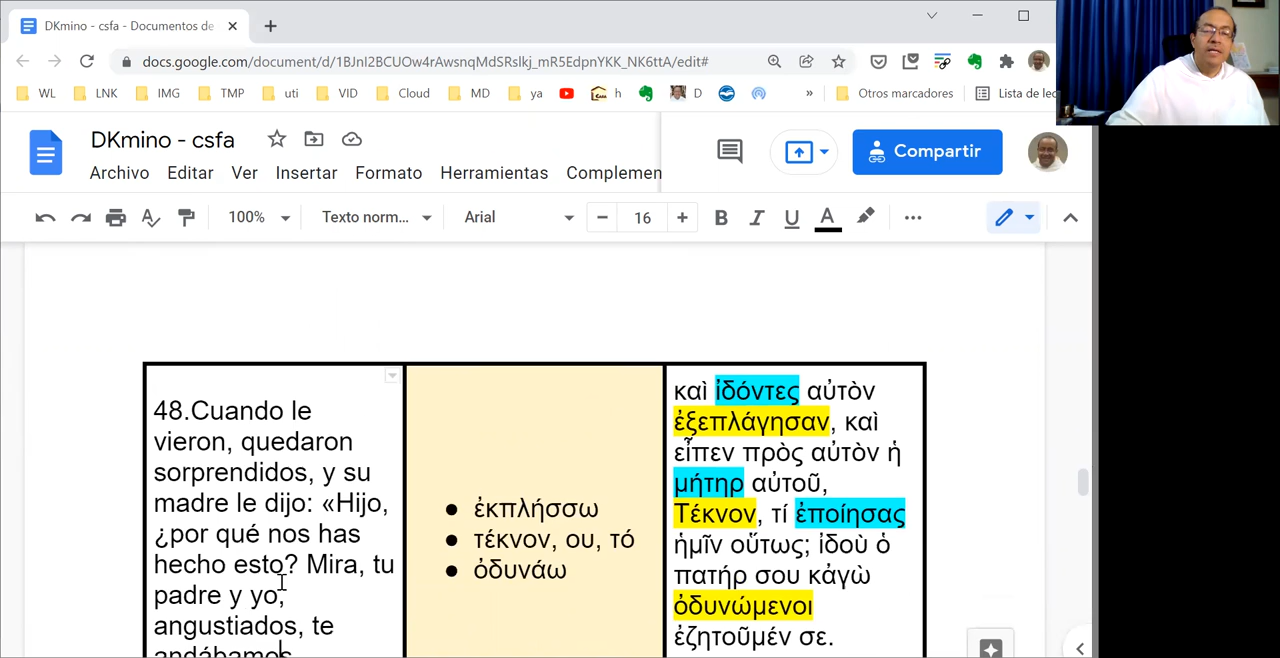 DKmino - csfa - Documentos de
docs.google.com/document/d/1BJnI2BCUOw4rAwsnqMdSRsIkj_mR5EdpnYKK_NK6ttA/edit#
WL LNK IMG TMP uti VID Cloud MD ya h D » Otros marcadores Lista de lec
DKmino - csfa
Archivo Editar Ver Insertar Formato Herramientas Complemen
Compartir
100% Texto norm... Arial 16
48.Cuando le
vieron, quedaron
sorprendidos, y su
madre le dijo: «Hijo,
¿por qué nos has
hecho esto? Mira, tu
padre y yo,
angustiados, te
andábamos
● ἐκπλήσσω
● τέκνον, ου, τό
● ὀδυνάω
καὶ ἰδόντες αὐτὸν
ἐξεπλάγησαν, καὶ
εἶπεν πρὸς αὐτὸν ἡ
μήτηρ αὐτοῦ,
Τέκνον, τί ἐποίησας
ἡμῖν οὕτως; ἰδοὺ ὁ
πατήρ σου κἀγὼ
ὀδυνώμενοι
ἐζητοῦμέν σε.